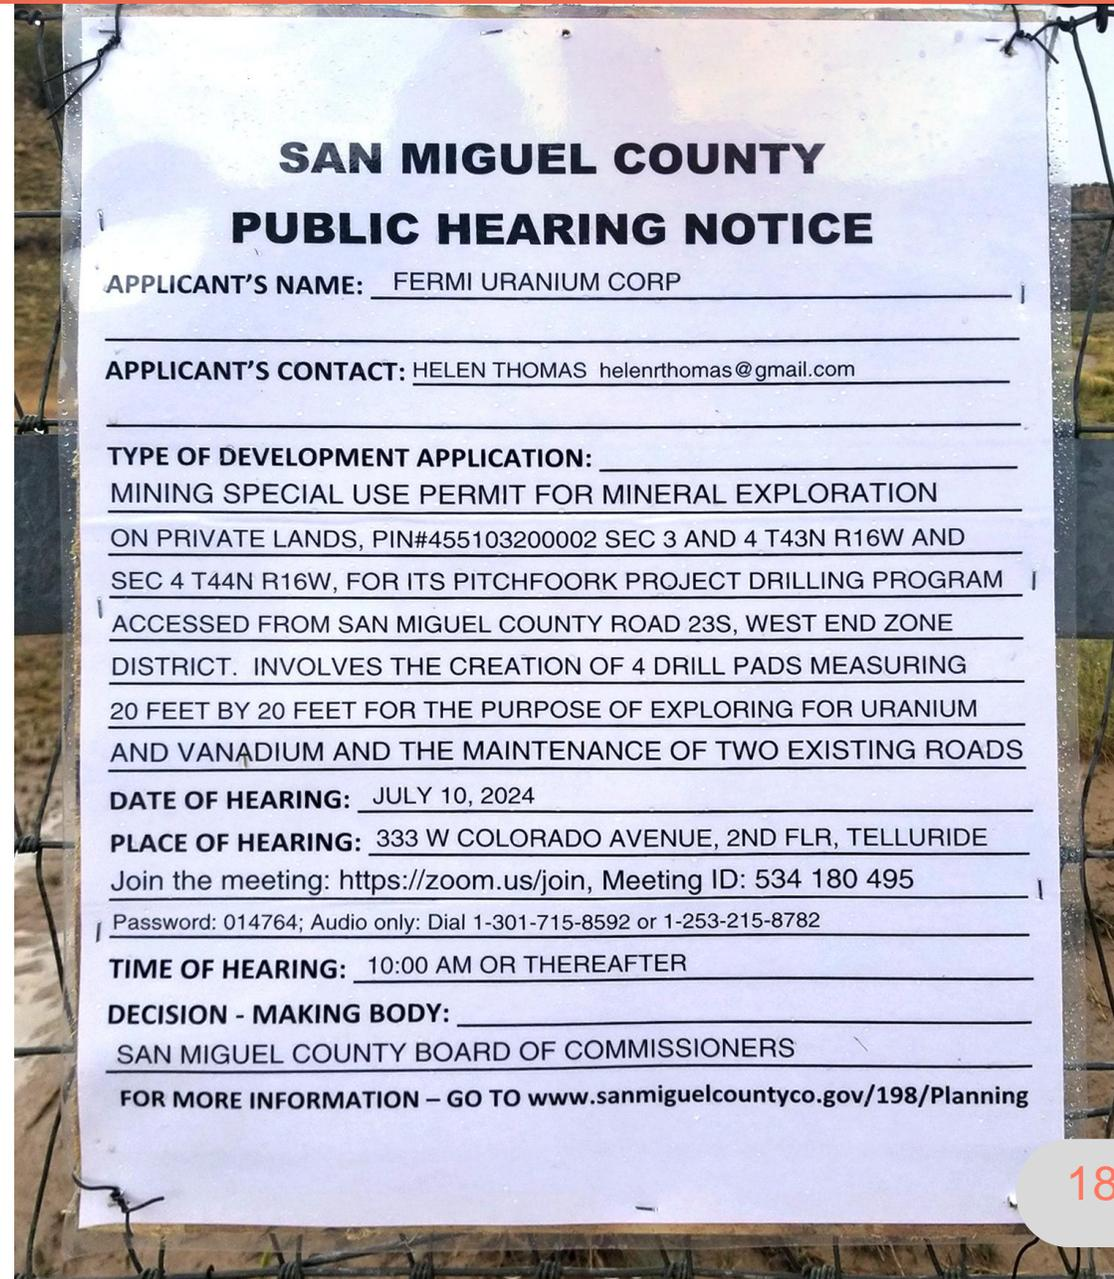 SAN MIGUEL COUNTY
PUBLIC HEARING NOTICE
APPLICANT'S NAME: FERMI URANIUM CORP
APPLICANT'S CONTACT: HELEN THOMAS helenrthomas@gmail.com
TYPE OF DEVELOPMENT APPLICATION:
MINING SPECIAL USE PERMIT FOR MINERAL EXPLORATION
ON PRIVATE LANDS, PIN#455103200002 SEC 3 AND 4 T43N R16W AND
SEC 4 T44N R16W, FOR ITS PITCHFOORK PROJECT DRILLING PROGRAM
ACCESSED FROM SAN MIGUEL COUNTY ROAD 23S, WEST END ZONE
DISTRICT. INVOLVES THE CREATION OF 4 DRILL PADS MEASURING
20 FEET BY 20 FEET FOR THE PURPOSE OF EXPLORING FOR URANIUM
AND VANADIUM AND THE MAINTENANCE OF TWO EXISTING ROADS
DATE OF HEARING: JULY 10, 2024
PLACE OF HEARING: 333 W COLORADO AVENUE, 2ND FLR, TELLURIDE
Join the meeting: https://zoom.us/join, Meeting ID: 534 180 495
Password: 014764; Audio only: Dial 1-301-715-8592 or 1-253-215-8782
TIME OF HEARING: 10:00 AM OR THEREAFTER
DECISION - MAKING BODY:
SAN MIGUEL COUNTY BOARD OF COMMISSIONERS
FOR MORE INFORMATION – GO TO www.sanmiguelcountyco.gov/198/Planning
18